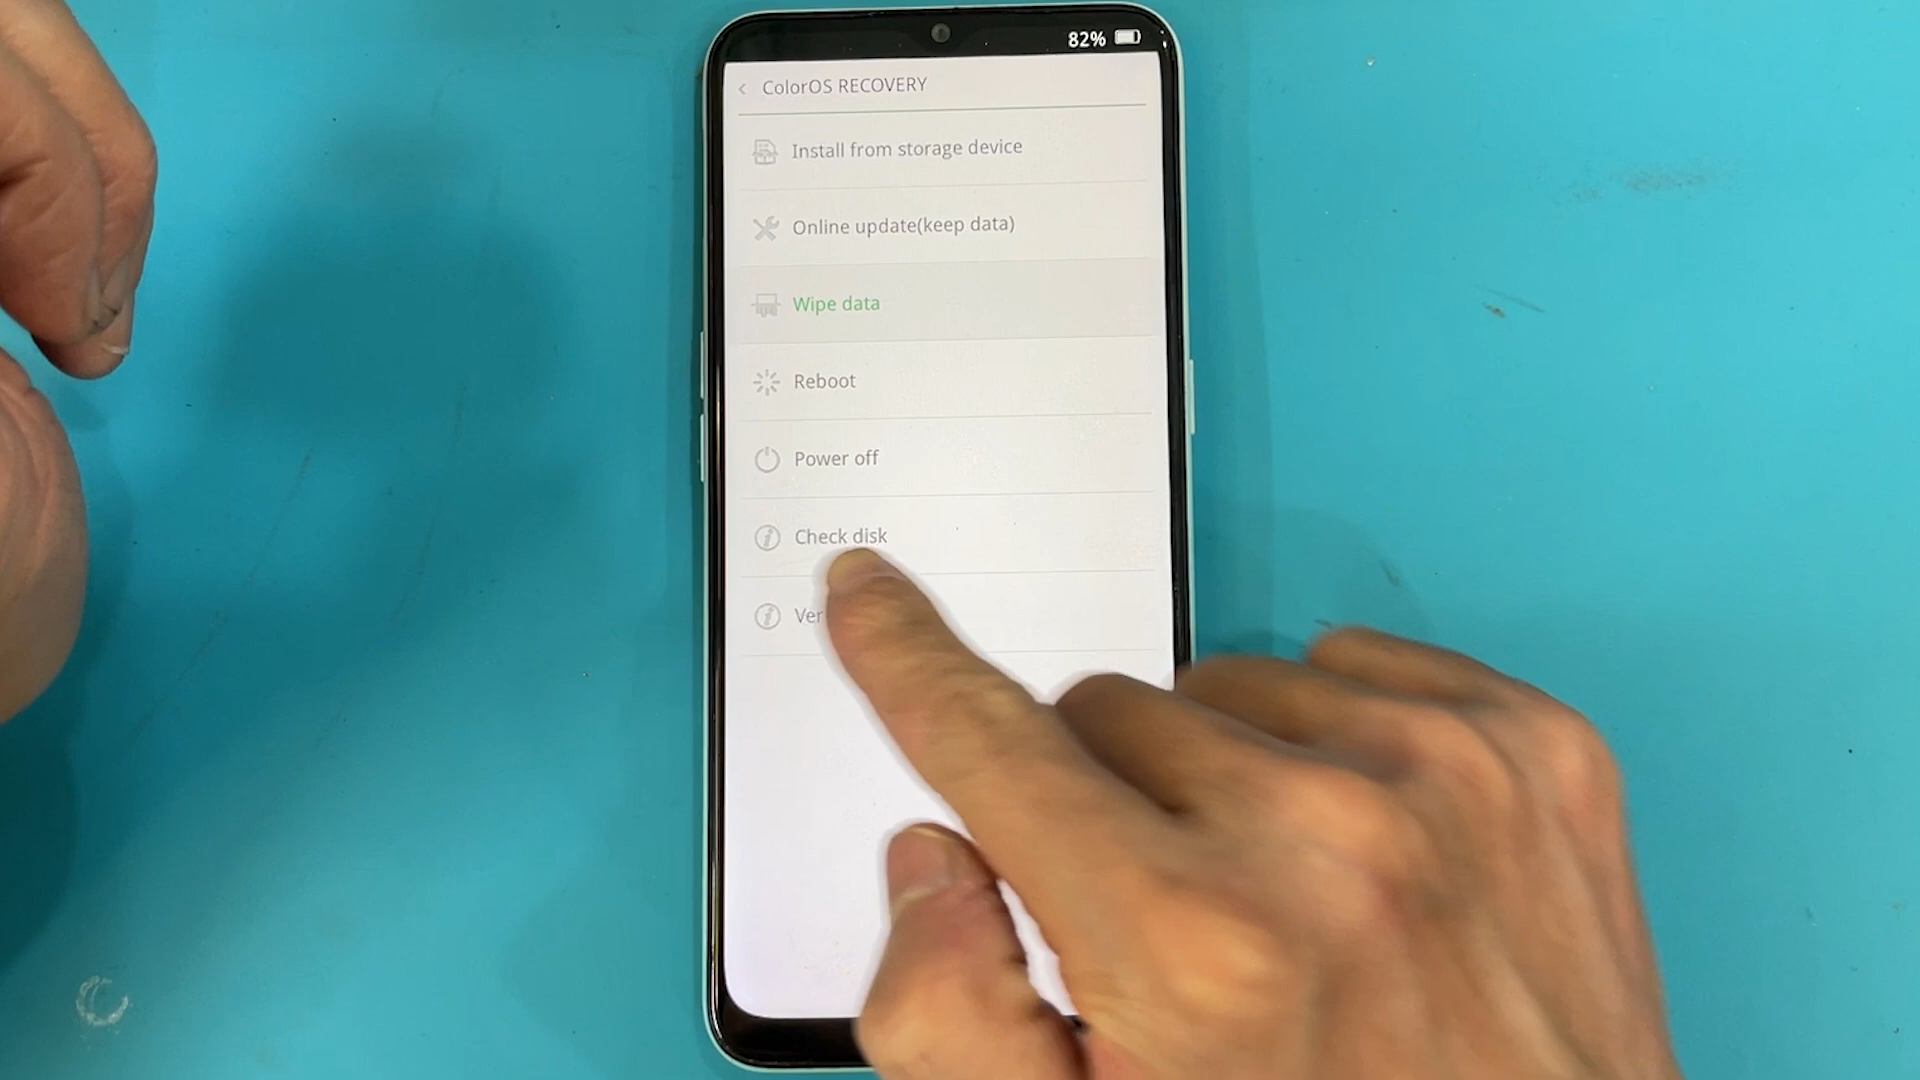 82%
ColorOS RECOVERY
Install from storage device
Online update(keep data)
Wipe data
Reboot
Power off
Check disk
Ver